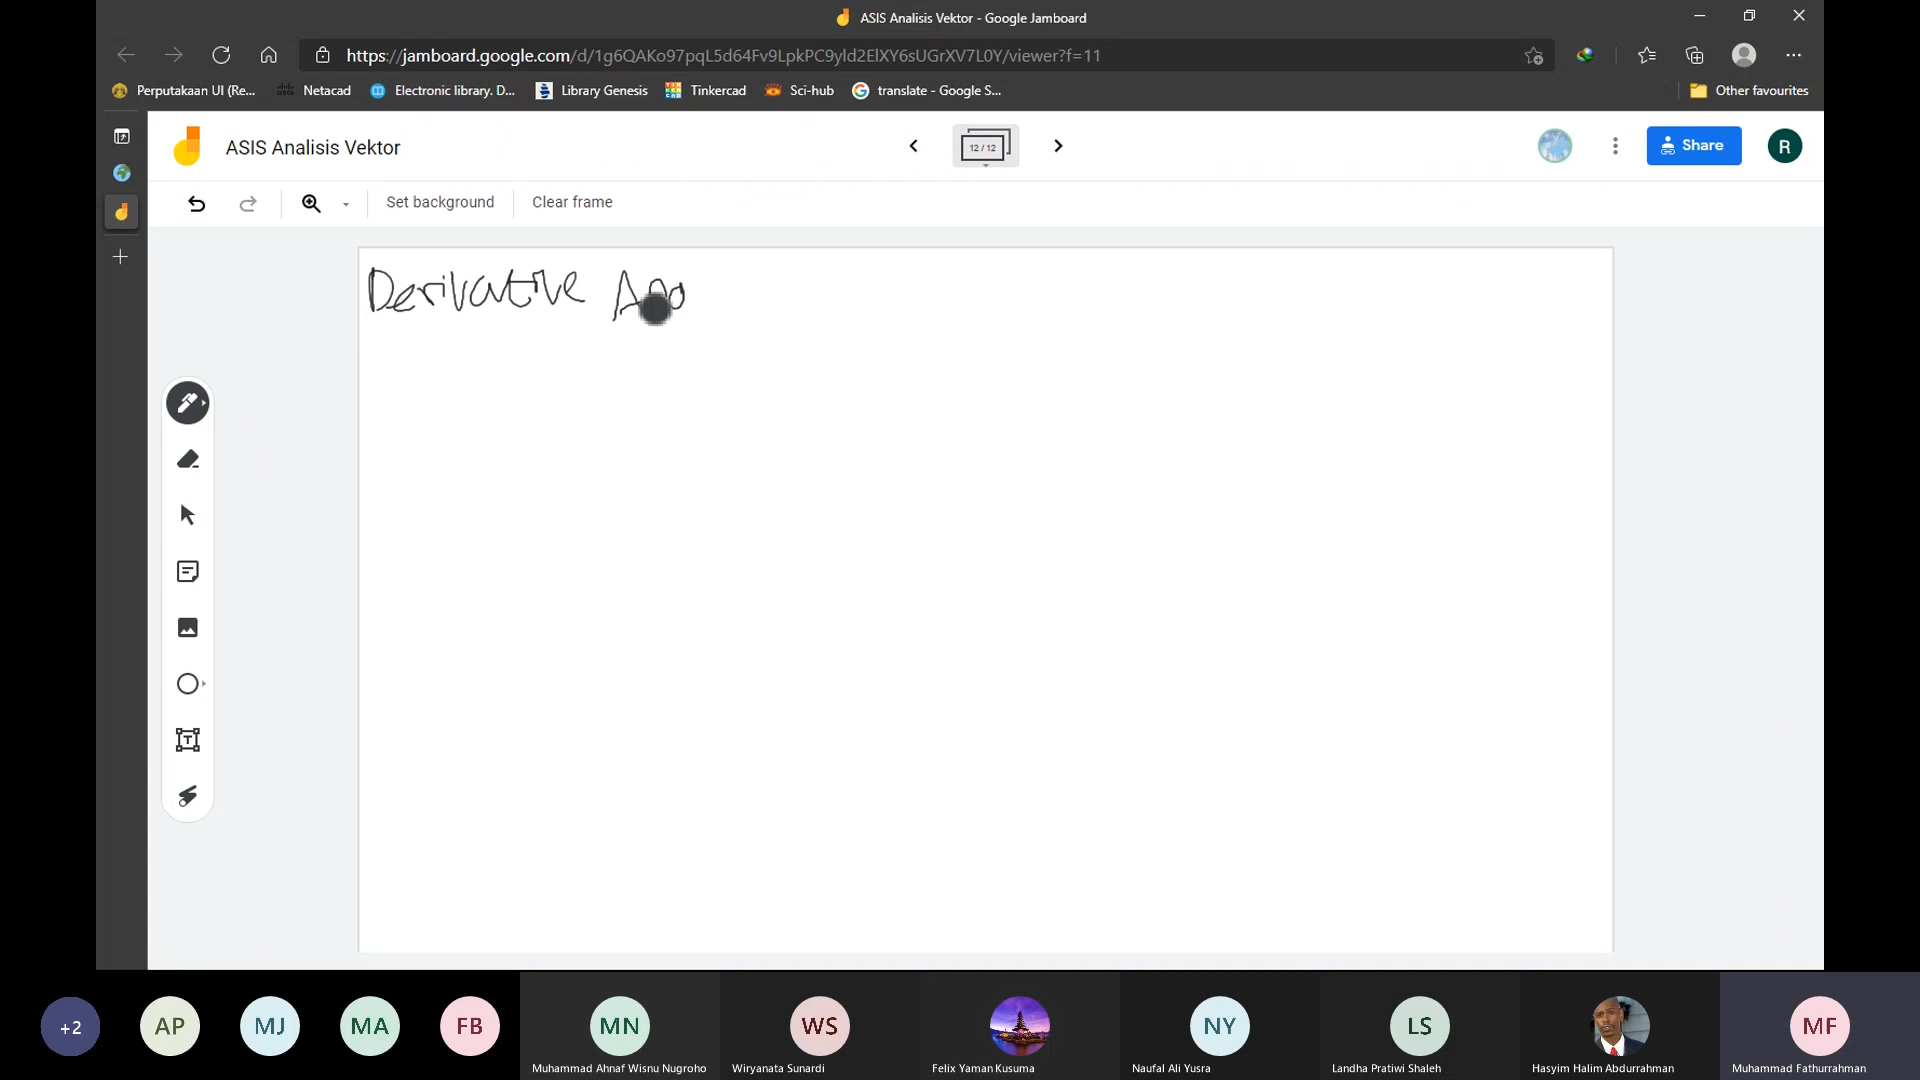 ASIS Analisis Vektor - Google Jamboard
https://jamboard.google.com/d/1g6QAKo97pqL5d64Fv9LpkPC9yld2ElXY6sUGrXV7L0Y/viewer?f=11
Perputakaan UI (Re... Netacad Electronic library. D... Library Genesis Tinkercad Sci-hub translate - Google S... Other favourites
ASIS Analisis Vektor 12 / 12 Share R
Set background Clear frame
Derivative
+2 AP MJ MA FB MN WS NY LS MF
Muhammad Ahnaf Wisnu Nugroho Wiryanata Sunardi Felix Yaman Kusuma Naufal Ali Yusra Landha Pratiwi Shaleh Hasyim Halim Abdurrahman Muhammad Fathurrahman